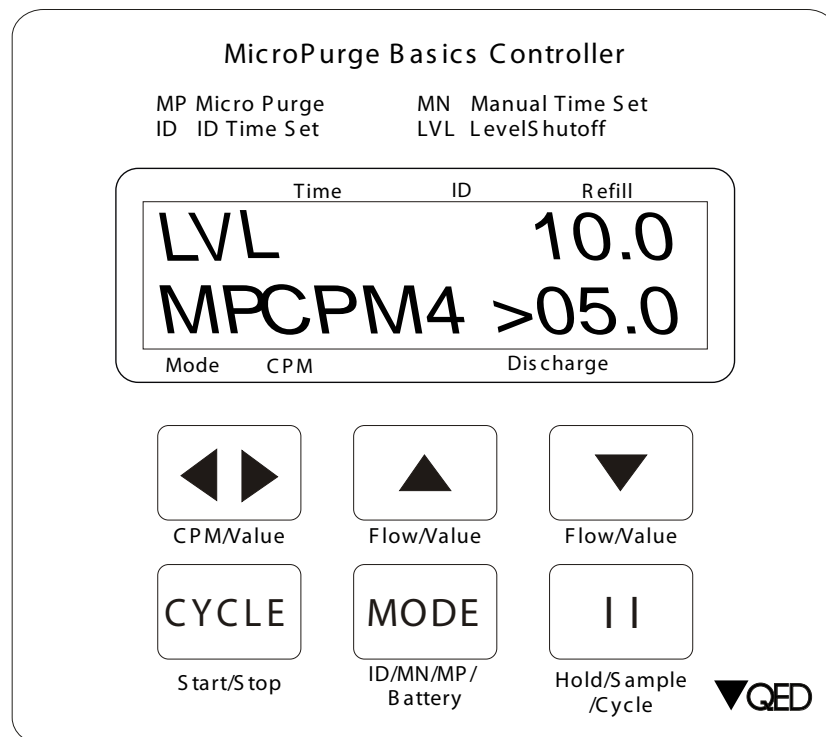 MicroPurge Basics Controller
MP Micro Purge MN Manual Time Set
ID ID Time Set LVL LevelShutoff
Time ID Refill
LVL 10.0
MPCPM4 >05.0
Mode CPM Discharge
CPM/Value Flow/Value Flow/Value
CYCLE MODE II
Start/Stop ID/MN/MP/ Hold/Sample
Battery /Cycle
QED